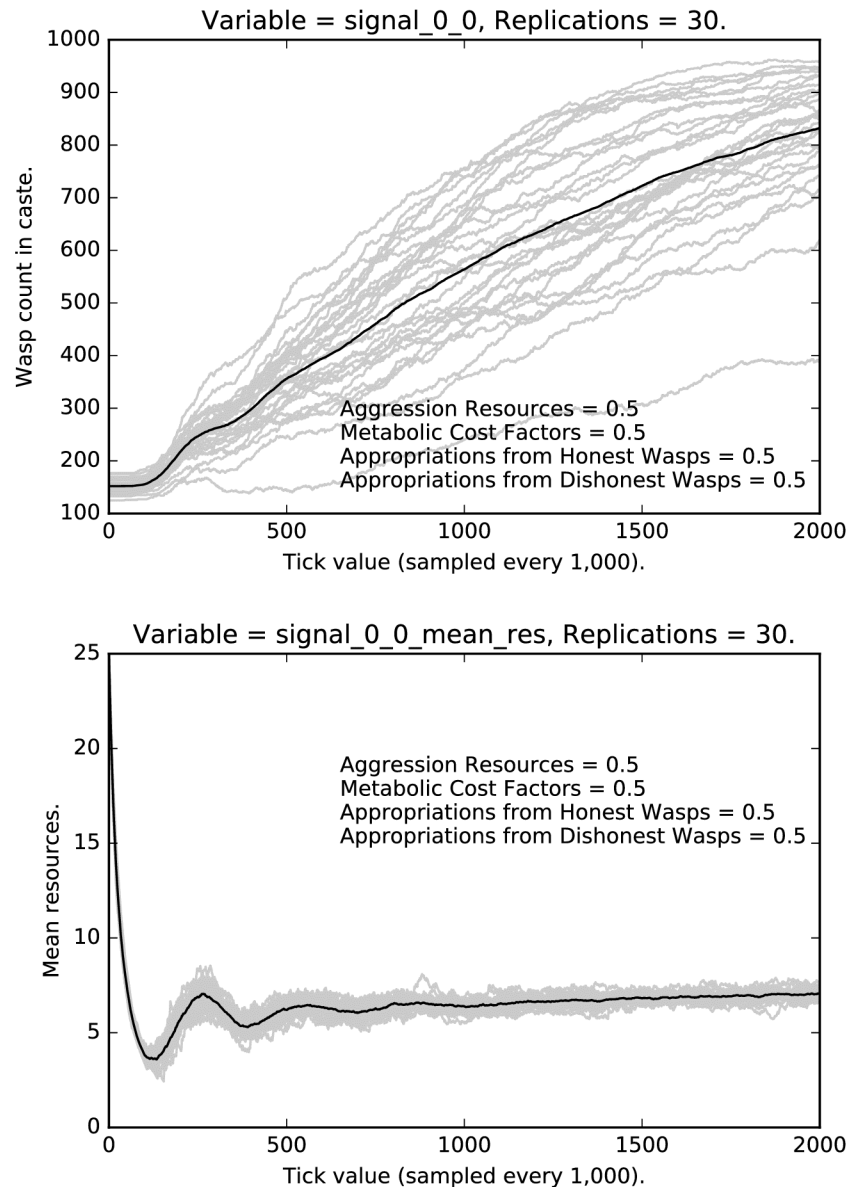 Variable = signal_0_0, Replications = 30.
1000
900
800
700
600
500
400
300
200
100
Wasp count in caste.
Aggression Resources = 0.5
Metabolic Cost Factors = 0.5
Appropriations from Honest Wasps = 0.5
Appropriations from Dishonest Wasps = 0.5
0 500 1000 1500 2000
Tick value (sampled every 1,000).
Variable = signal_0_0_mean_res, Replications = 30.
25
20
15
10
5
0
Mean resources.
Aggression Resources = 0.5
Metabolic Cost Factors = 0.5
Appropriations from Honest Wasps = 0.5
Appropriations from Dishonest Wasps = 0.5
0 500 1000 1500 2000
Tick value (sampled every 1,000).